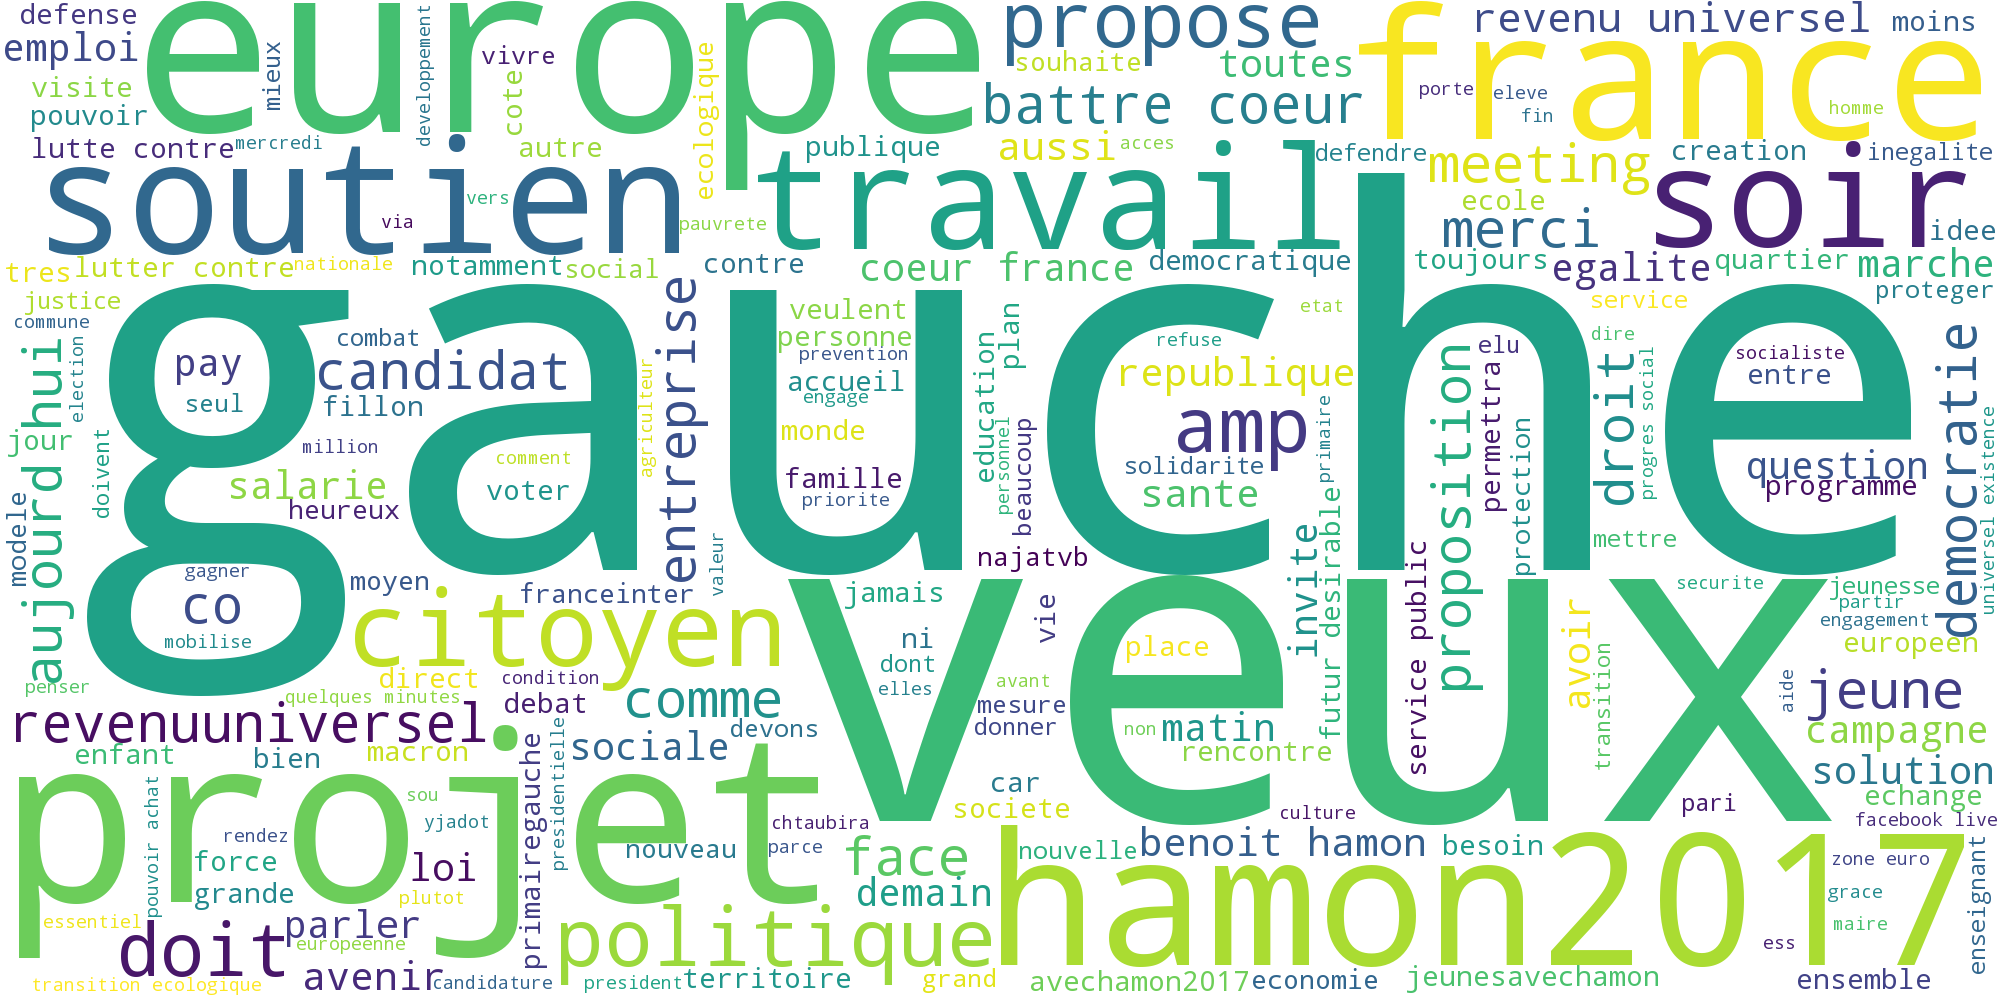 defense
europe
propose
france
revenu universel
moins
emploi
mieux
developpement
vivre
cote
ecologique
souhaite
toutes
visite
pouvoir
battre coeur
porte
eleve
fin
homme
lutte contre
mercredi
autre
publique
aussi
acces
defendre
meeting
creation
inegalite
soutien
travail
soir
via
vers
pauvrete
ecole
merci
idee
tres
lutter contre
nationale
notamment
social
contre
coeur france
democratique
toujours
egalite
quartier
marche
justice
commune
gauche
entreprise
veulent
personne
plan
etat
service
proteger
aujourd hui
election
combat
pay
candidat
seul
fillon
agriculteur
prevention
accueil
engage
education
refuse
republique
proposition
elu
dire
droit
progres social
socialiste
entre
democratie
jour
doivent
million
comment
monde
amp
salarie
heureux
voter
famille
priorite
personnel
beaucoup
solidarite
sante
primaire
permettra
protection
question
programme
universel existence
modele
valeur
najatvb
invite
futur desirable
service public
mettre
gagner
co
mobilise
moyen
franceinter
citoyen
jamais
veux
vie
securite
jeunesse
partir
engagement
europeen
ni
dont
elles
place
avoir
transition
penser
quelques minutes
direct
condition
debat
comme
avant
mesure
donner
non
matin
rencontre
aide
jeune
campagne
revenuuniversel
enfant
bien
macron
primairegauche
presidentielle
sociale
devons
car
societe
solution
projet
pouvoir achat
sou
yjadot
rendez
chtaubira
parce
nouveau
culture
pari
echange
facebook live
force
grande
loi
plutot
face
nouvelle
benoit hamon
besoin
zone euro
grace
maire
enseignant
essentiel
doit
parler
europeenne
demain
politique
hamon2017
ess
transition ecologique
avenir
candidature
president
territoire
grand
avechamon2017
economie
jeunesavechamon
ensemble